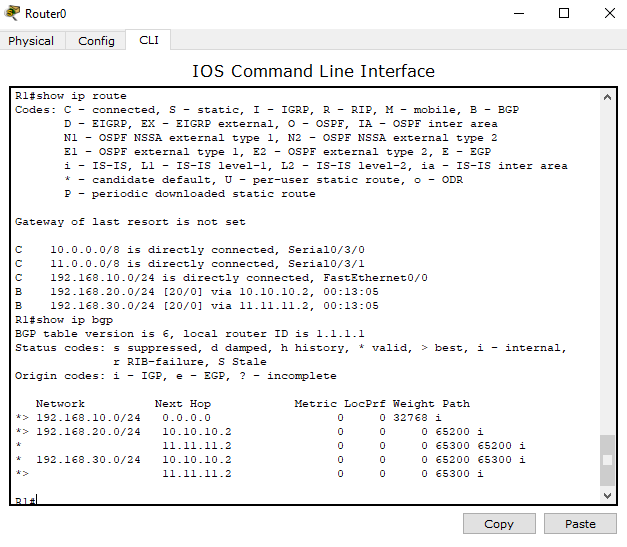 Router0
Physical Config CLI
IOS Command Line Interface
R1#show ip route
Codes: C - connected, S - static, I - IGRP, R - RIP, M - mobile, B - BGP
       D - EIGRP, EX - EIGRP external, O - OSPF, IA - OSPF inter area
       N1 - OSPF NSSA external type 1, N2 - OSPF NSSA external type 2
       E1 - OSPF external type 1, E2 - OSPF external type 2, E - EGP
       i - IS-IS, L1 - IS-IS level-1, L2 - IS-IS level-2, ia - IS-IS inter area
       * - candidate default, U - per-user static route, o - ODR
       P - periodic downloaded static route
Gateway of last resort is not set
C    10.0.0.0/8 is directly connected, Serial0/3/0
C    11.0.0.0/8 is directly connected, Serial0/3/1
C    192.168.10.0/24 is directly connected, FastEthernet0/0
B    192.168.20.0/24 [20/0] via 10.10.10.2, 00:13:05
B    192.168.30.0/24 [20/0] via 11.11.11.2, 00:13:05
R1#show ip bgp
BGP table version is 6, local router ID is 1.1.1.1
Status codes: s suppressed, d damped, h history, * valid, > best, i - internal,
              r RIB-failure, S Stale
Origin codes: i - IGP, e - EGP, ? - incomplete
   Network          Next Hop            Metric LocPrf Weight Path
*> 192.168.10.0/24  0.0.0.0                  0     0 32768 i
*> 192.168.20.0/24  10.10.10.2               0     0     0 65200 i
*                   11.11.11.2               0     0     0 65300 65200 i
*  192.168.30.0/24  10.10.10.2               0     0     0 65200 65300 i
*>                  11.11.11.2               0     0     0 65300 i
R1#
Copy Paste